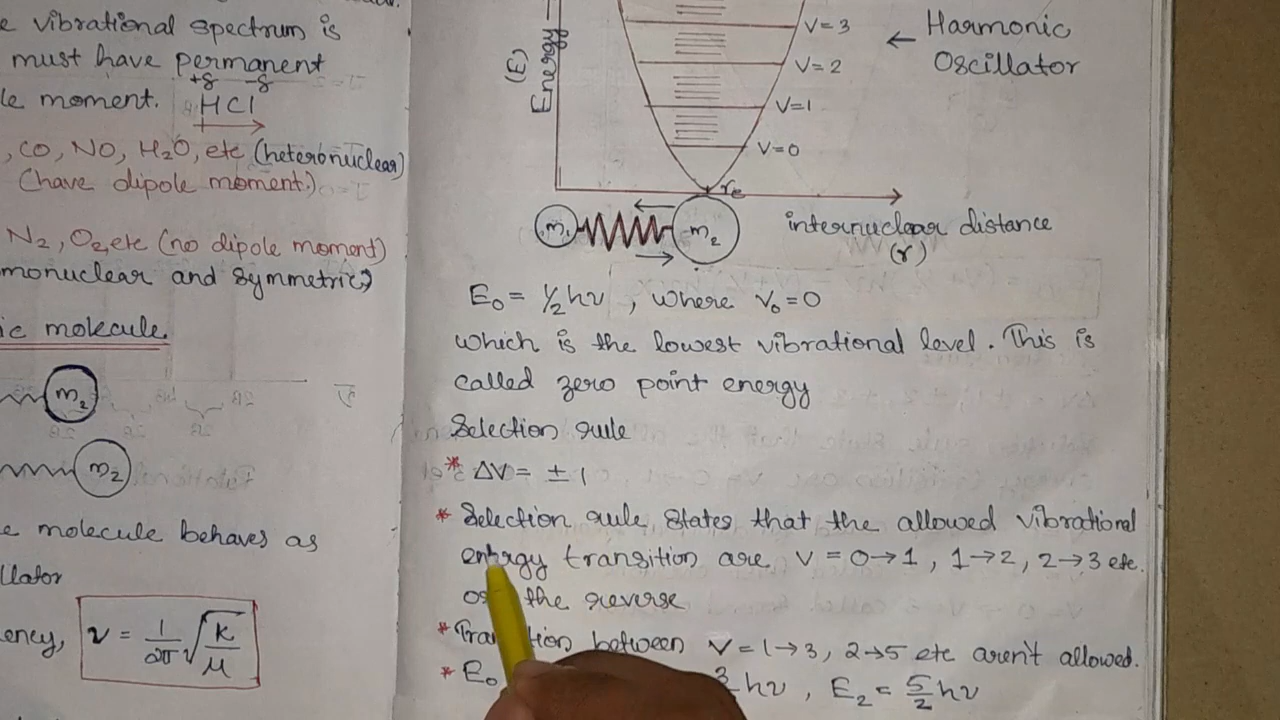 e vibrational spectrum is
must have permanent
+δ -δ
le moment. HCl
, CO, NO, H₂O, etc (heteronuclear)
(have dipole moment.)
N₂, O₂, etc (no dipole moment)
monuclear and symmetric)
ic molecule
m₂
m₂
e molecule behaves as
llator
ency, ν = 1/2π √K/μ
Energy
(E)
V=3
V=2
V=1
V=0
← Harmonic
Oscillator
re
m₁ m₂
internuclear distance
(r)
E₀ = ½hν , where V₀ = 0
which is the lowest vibrational level. This is
called zero point energy
Selection rule
* ΔV = ± 1
* Selection rule states that the allowed vibrational
energy transition are V = 0→1, 1→2, 2→3 etc.
the reverse
* between V = 1→3, 2→5 etc aren't allowed.
* E₀ hν , E₂ = 5/2 hν